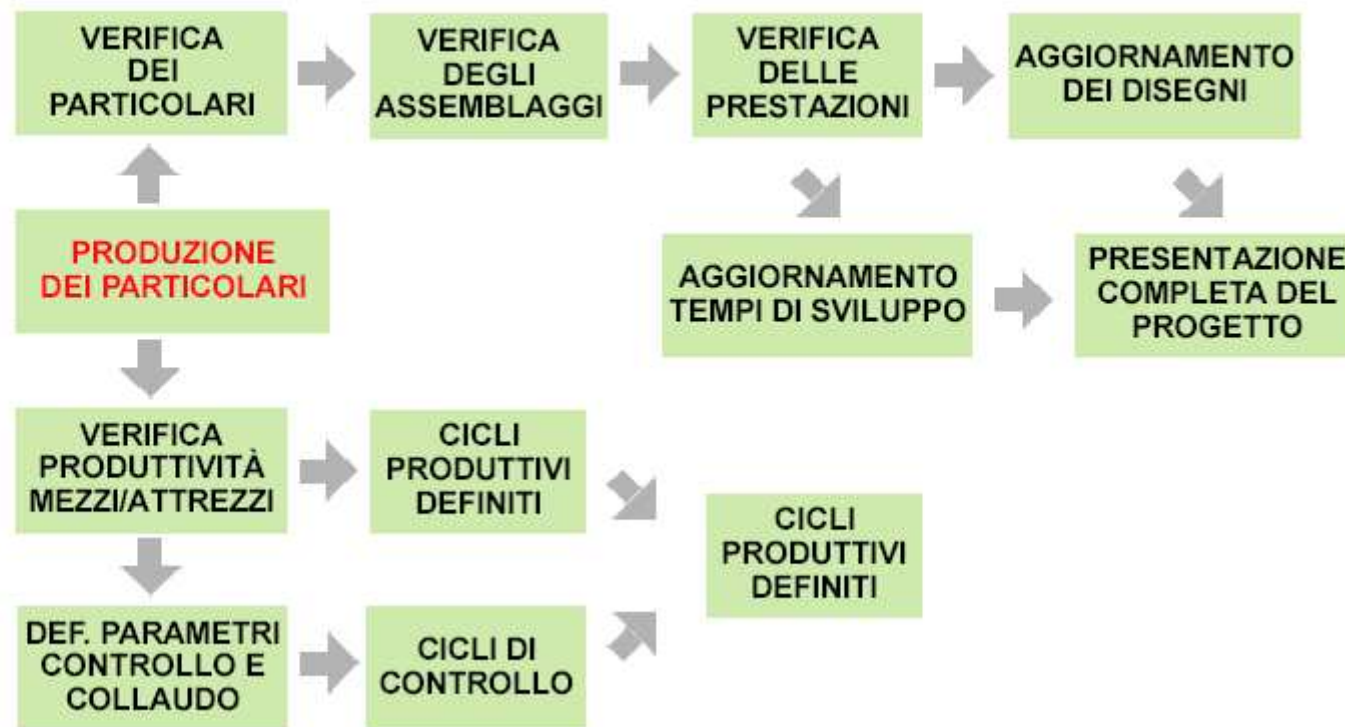 VERIFICA
DEI
PARTICOLARI
VERIFICA
DEGLI
ASSEMBLAGGI
VERIFICA
DELLE
PRESTAZIONI
AGGIORNAMENTO
DEI DISEGNI
PRODUZIONE
DEI PARTICOLARI
AGGIORNAMENTO
TEMPI DI SVILUPPO
PRESENTAZIONE
COMPLETA DEL
PROGETTO
VERIFICA
PRODUTTIVITÀ
MEZZI/ATTREZZI
CICLI
PRODUTTIVI
DEFINITI
CICLI
PRODUTTIVI
DEFINITI
DEF. PARAMETRI
CONTROLLO E
COLLAUDO
CICLI DI
CONTROLLO